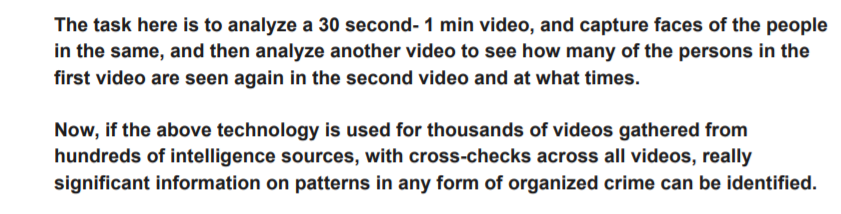 The task here is to analyze a 30 second- 1 min video, and capture faces of the people
in the same, and then analyze another video to see how many of the persons in the
first video are seen again in the second video and at what times.
Now, if the above technology is used for thousands of videos gathered from
hundreds of intelligence sources, with cross-checks across all videos, really
significant information on patterns in any form of organized crime can be identified.